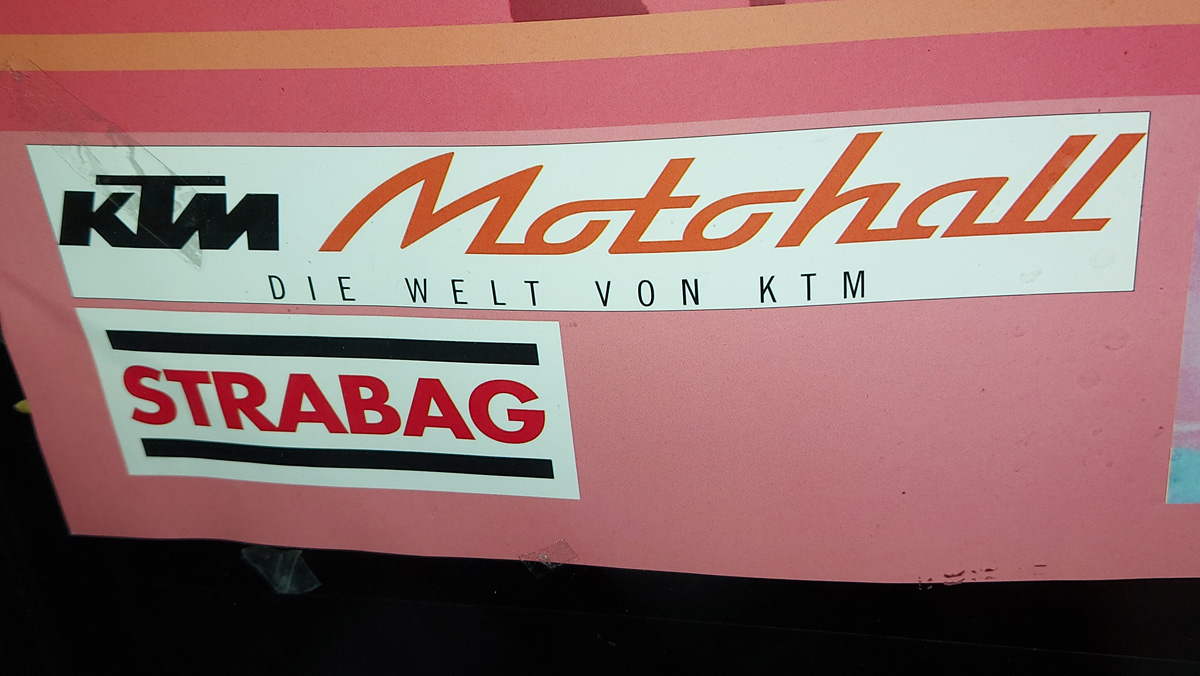 KTM Motohall
DIE WELT VON KTM
STRABAG